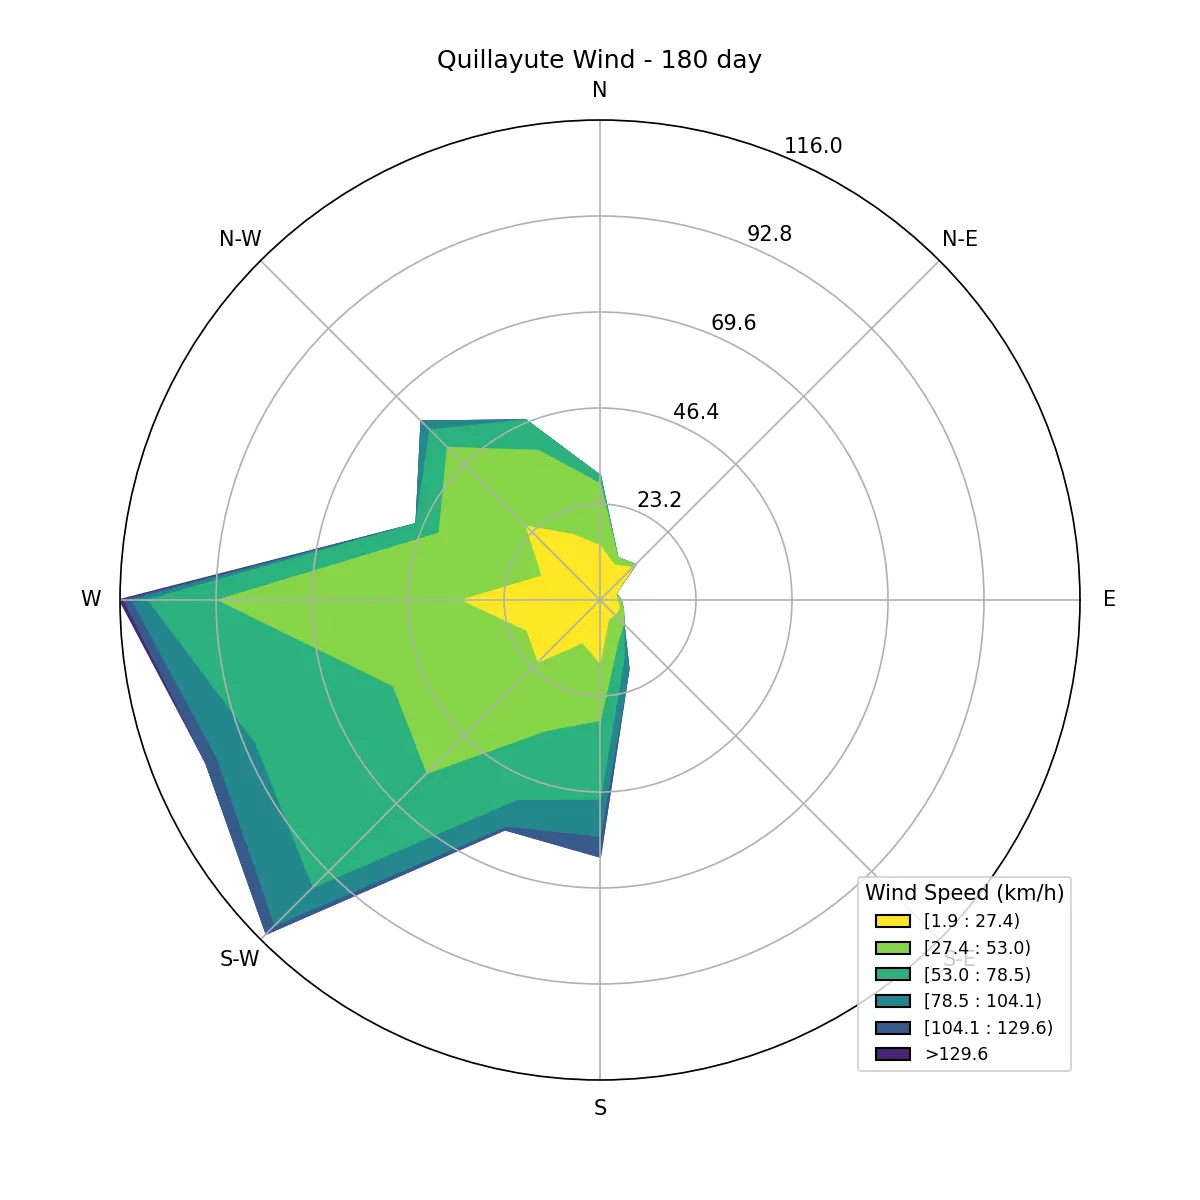 Quillayute Wind - 180 day
N
116.0
92.8
N-W
N-E
69.6
46.4
23.2
W
E
S-W
S-E
Wind Speed (km/h)
[1.9 : 27.4)
[27.4 : 53.0)
[53.0 : 78.5)
[78.5 : 104.1)
[104.1 : 129.6)
>129.6
S